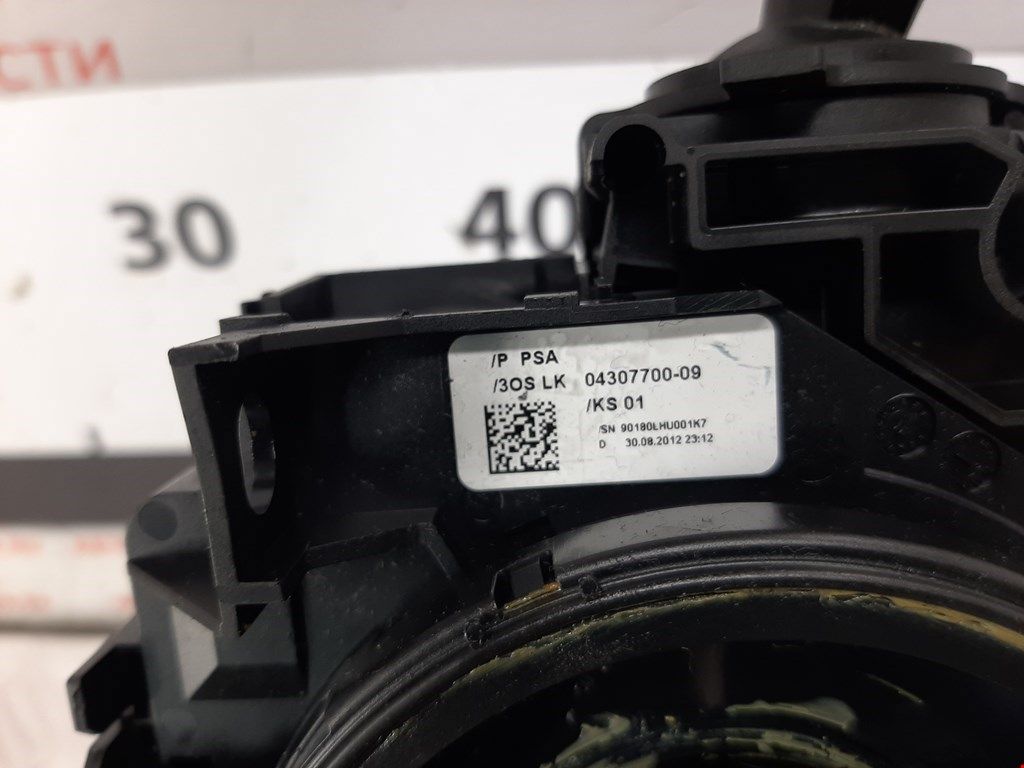 СТИ
30 40
/P PSA
/3OS LK 04307700-09
/KS 01
/SN 90180LHU001K7
D 30.08.2012 23:12